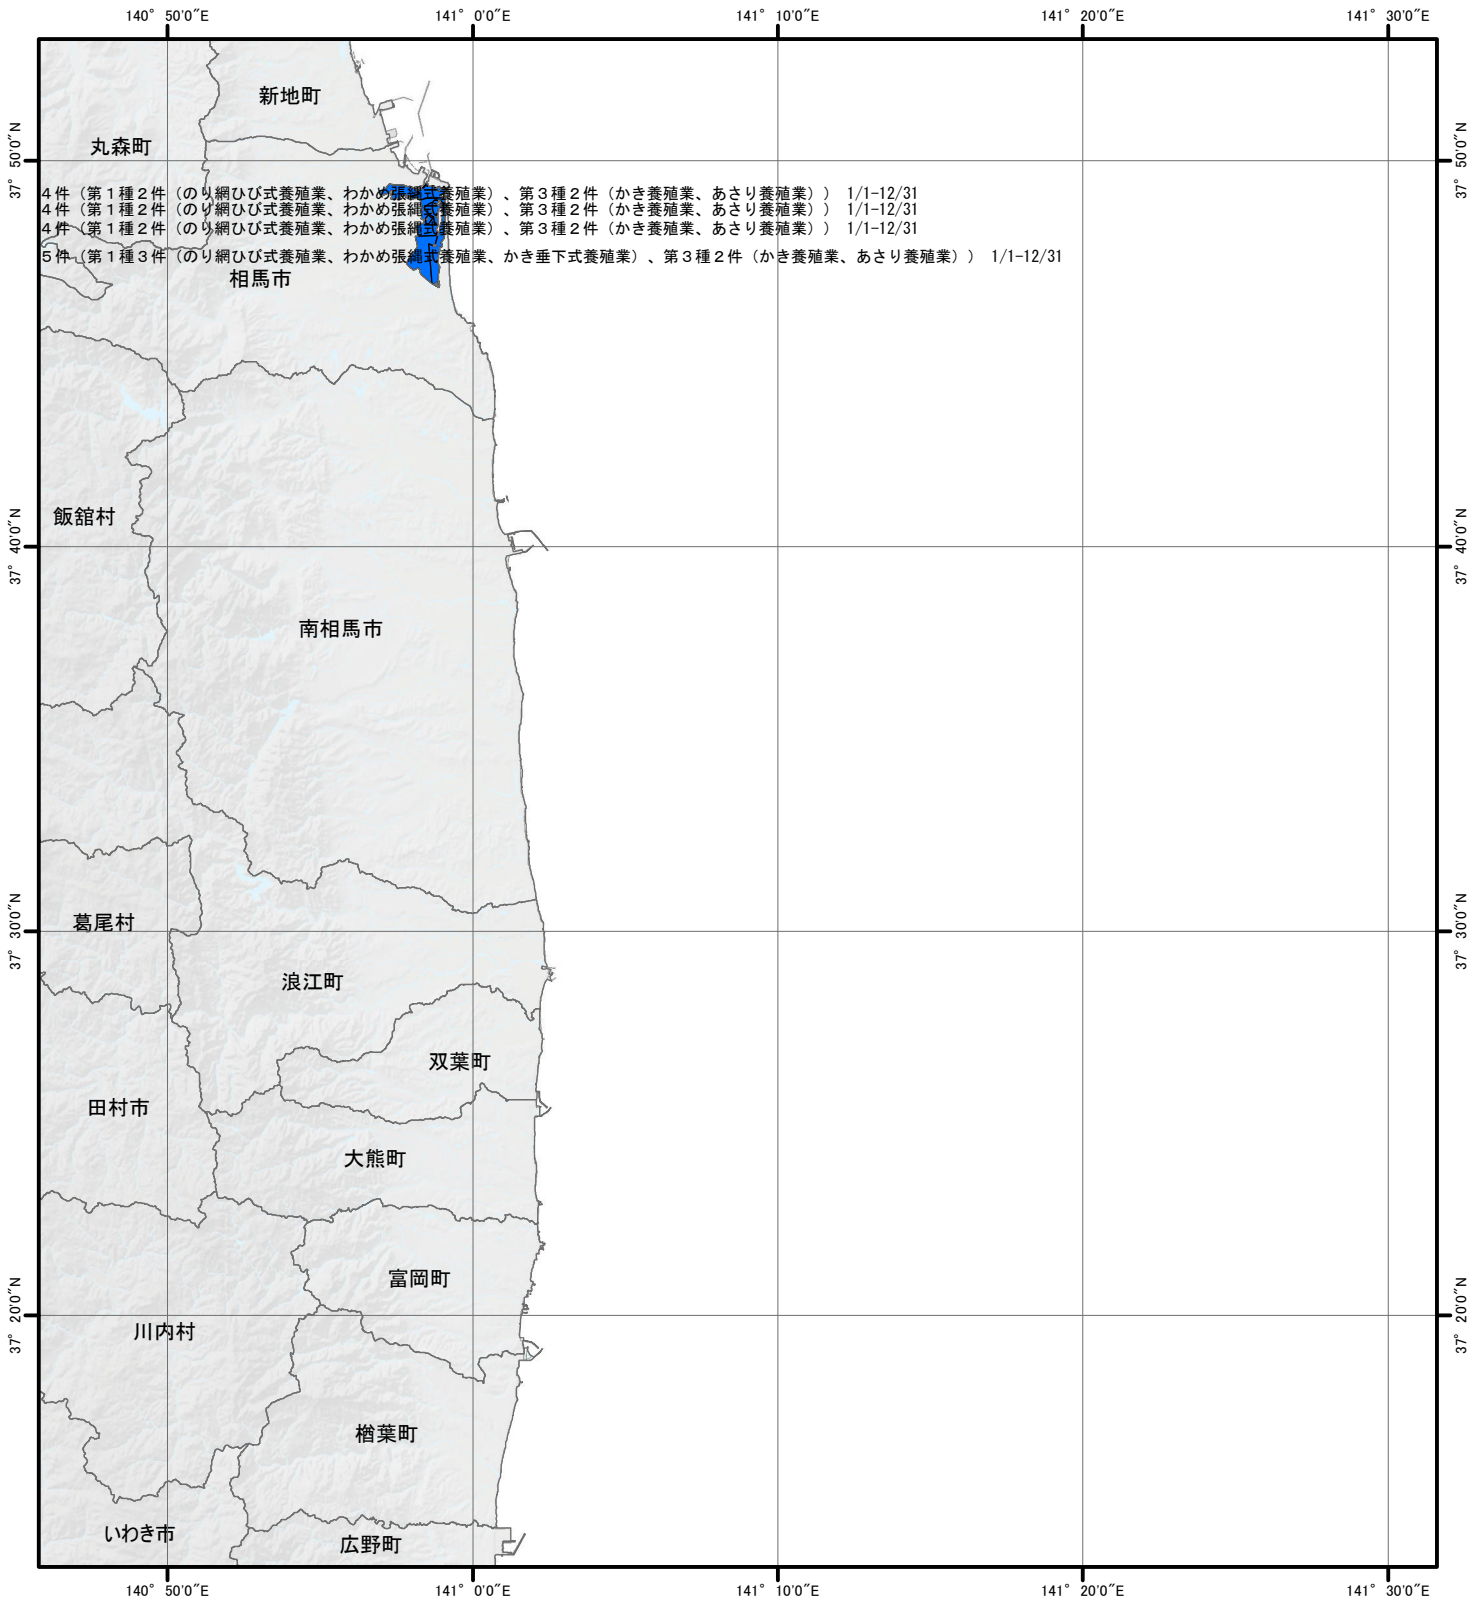 140° 50′0″E 141° 0′0″E 141° 10′0″E 141° 20′0″E 141° 30′0″E
新地町
丸森町
37° 50′0″N 37° 50′0″N
4件（第1種2件（のり網ひび式養殖業、わかめ張縄式養殖業）、第3種2件（かき養殖業、あさり養殖業）） 1/1-12/31
4件（第1種2件（のり網ひび式養殖業、わかめ張縄式養殖業）、第3種2件（かき養殖業、あさり養殖業）） 1/1-12/31
4件（第1種2件（のり網ひび式養殖業、わかめ張縄式養殖業）、第3種2件（かき養殖業、あさり養殖業）） 1/1-12/31
5件（第1種3件（のり網ひび式養殖業、わかめ張縄式養殖業、かき垂下式養殖業）、第3種2件（かき養殖業、あさり養殖業）） 1/1-12/31
相馬市
飯舘村
37° 40′0″N 37° 40′0″N
南相馬市
葛尾村
37° 30′0″N 37° 30′0″N
浪江町
双葉町
田村市
大熊町
富岡町
37° 20′0″N 37° 20′0″N
川内村
楢葉町
いわき市
広野町
140° 50′0″E 141° 0′0″E 141° 10′0″E 141° 20′0″E 141° 30′0″E